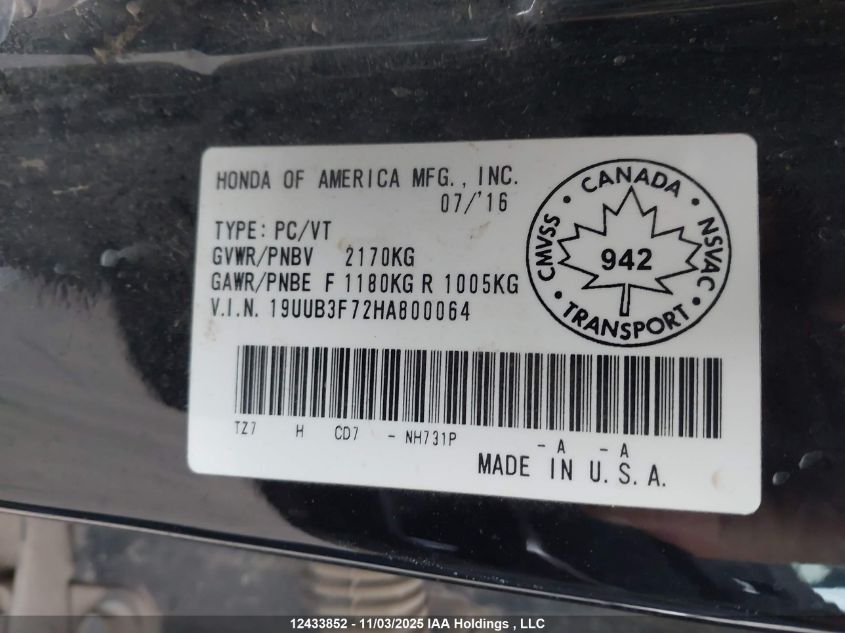 HONDA OF AMERICA MFG., INC.
07/'16
TYPE: PC/VT
GVWR/PNBV 2170KG
GAWR/PNBE F 1180KG R 1005KG
V.I.N. 19UUB3F72HA800064
CANADA
CMVSS
NSVAC
942
TRANSPORT
TZ7 H CD7 - NH731P - A - A
MADE IN U.S.A.
12433852 - 11/03/2025 IAA Holdings, LLC